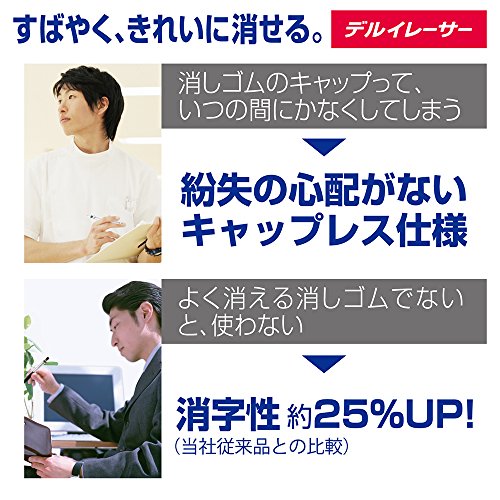 すばやく、きれいに消せる。
デルイレーサー
消しゴムのキャップって、
いつの間にかなくしてしまう
紛失の心配がない
キャップレス仕様
よく消える消しゴムでない
と、使わない
消字性 約25%UP!
(当社従来品との比較)